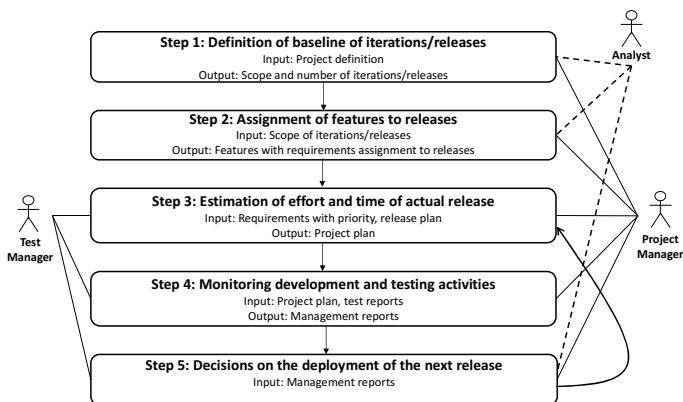 Step 1: Definition of baseline of iterations/releases
Input: Project definition
Output: Scope and number of iterations/releases
Analyst
Step 2: Assignment of features to releases
Input: Scope of iterations/releases
Output: Features with requirements assignment to releases
Step 3: Estimation of effort and time of actual release
Input: Requirements with priority, release plan
Output: Project plan
Test
Manager
Project
Manager
Step 4: Monitoring development and testing activities
Input: Project plan, test reports
Output: Management reports
Step 5: Decisions on the deployment of the next release
Input: Management reports